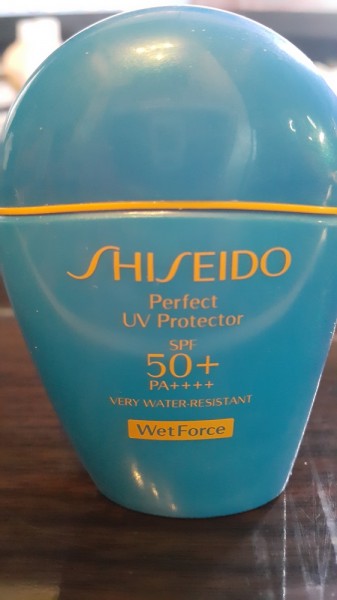 SHISEIDO
Perfect
UV Protector
SPF
50+
PA++++
VERY WATER-RESISTANT
WetForce